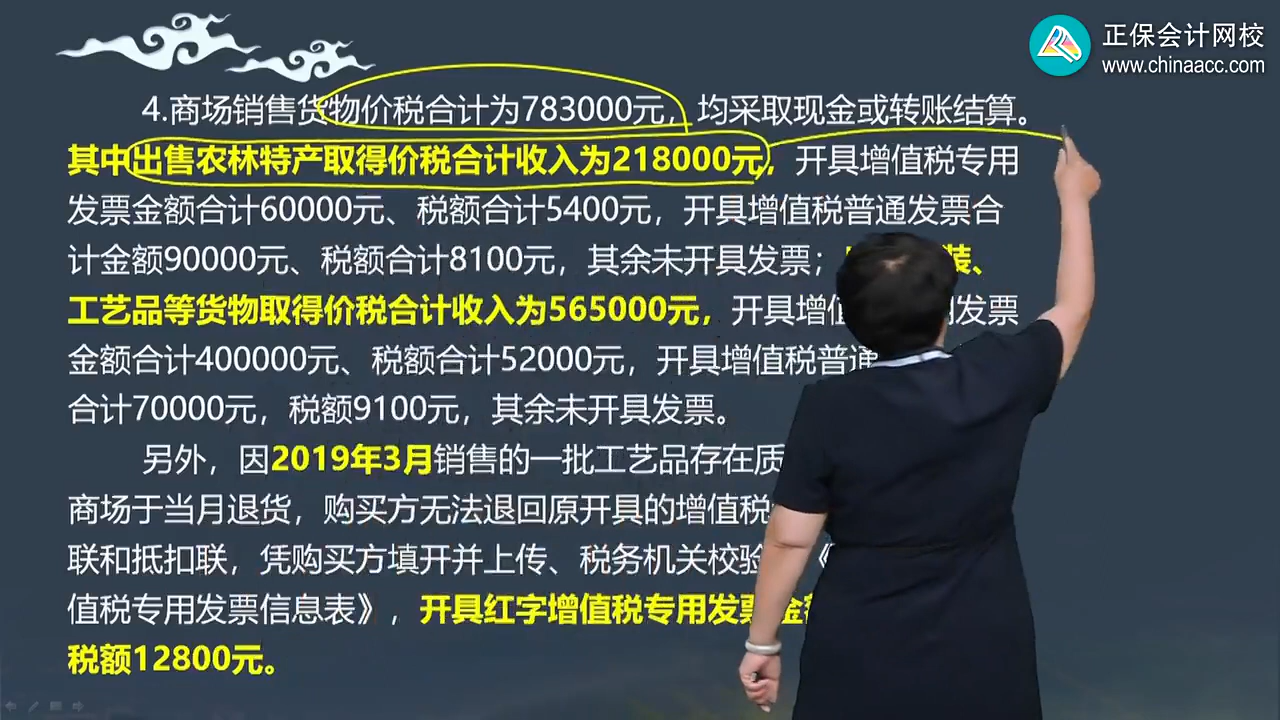 正保会计网校
www.chinaacc.com
4.商场销售货物价税合计为783000元，均采取现金或转账结算。
其中出售农林特产取得价税合计收入为218000元，开具增值税专用
发票金额合计60000元、税额合计5400元，开具增值税普通发票合
计金额90000元、税额合计8100元，其余未开具发票；
装、
工艺品等货物取得价税合计收入为565000元，开具增值 用发票
金额合计400000元、税额合计52000元，开具增值税普通
合计70000元，税额9100元，其余未开具发票。
另外，因2019年3月销售的一批工艺品存在质
商场于当月退货，购买方无法退回原开具的增值税
联和抵扣联，凭购买方填开并上传、税务机关校验 《
值税专用发票信息表》，开具红字增值税专用发票金
税额12800元。